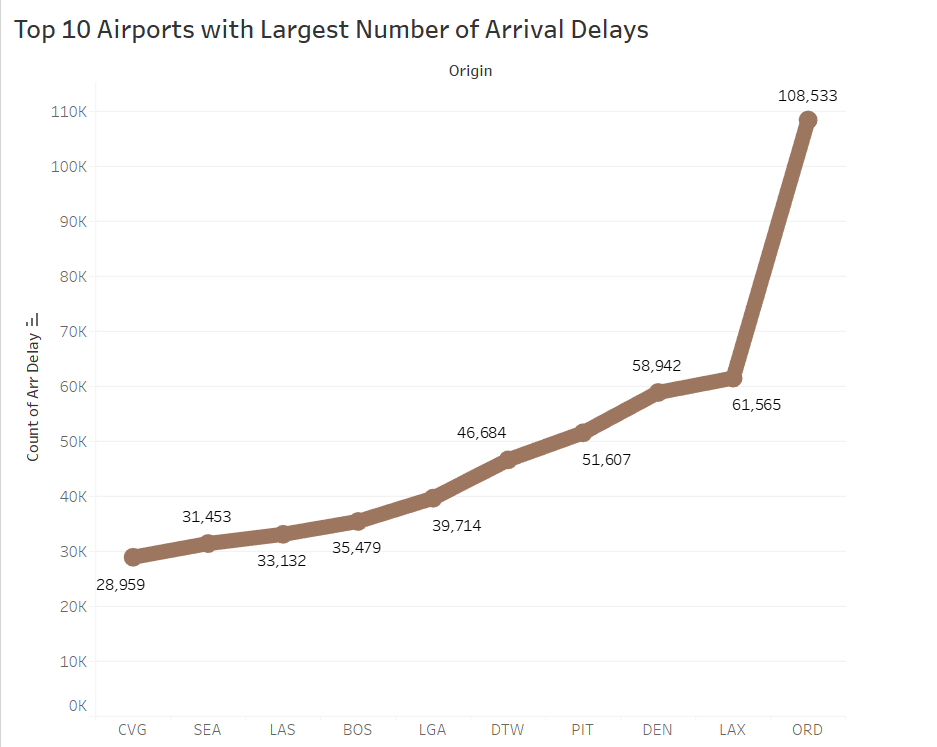 Top 10 Airports with Largest Number of Arrival Delays
Origin
108,533
110K
100K
90K
80K
70K
60K
50K
40K
30K
20K
10K
0K
Count of Arr Delay
58,942
61,565
46,684
51,607
31,453
39,714
35,479
33,132
28,959
CVG SEA LAS BOS LGA DTW PIT DEN LAX ORD